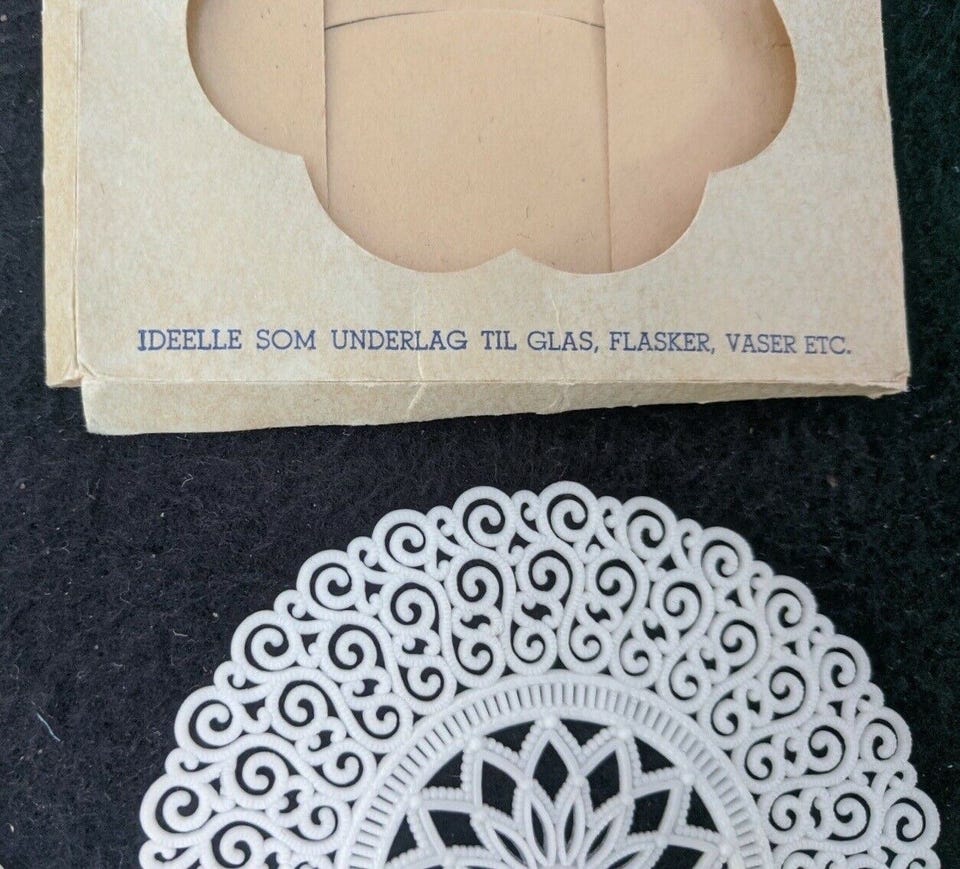 IDEELLE SOM UNDERLAG TIL GLAS, FLASKER, VASER ETC.